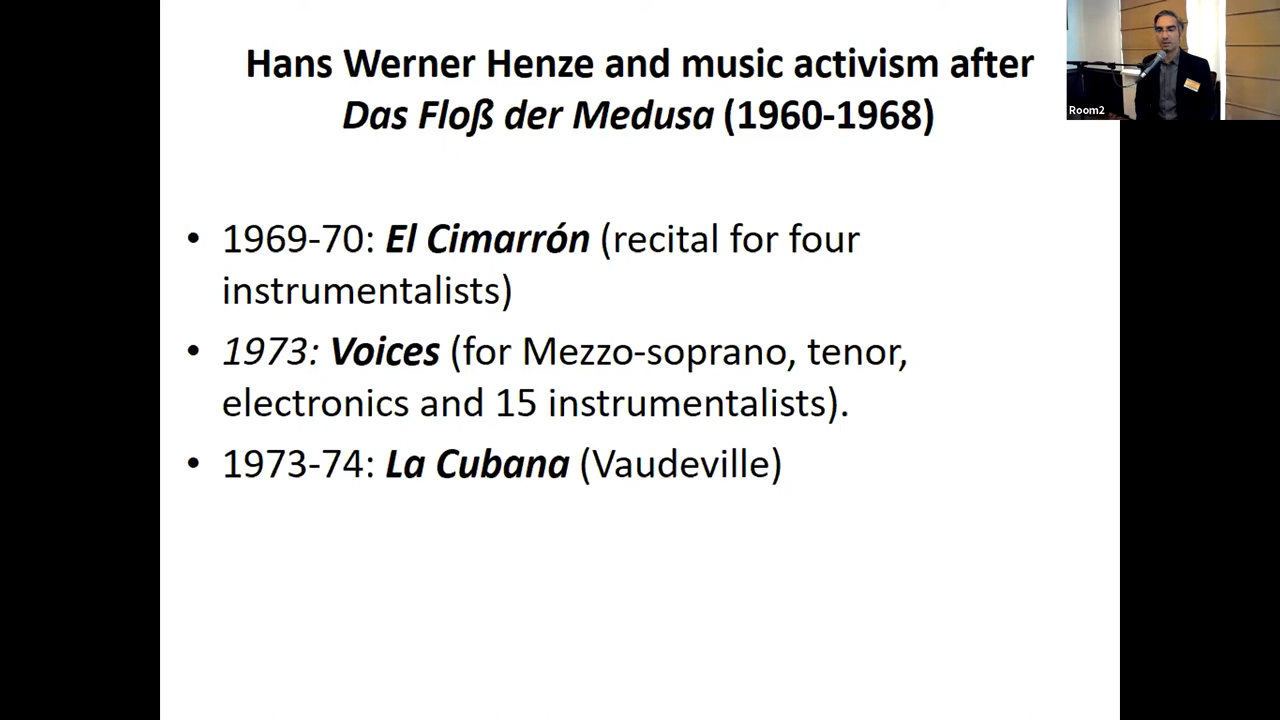 Hans Werner Henze and music activism after
Das Floß der Medusa (1960-1968)
• 1969-70: El Cimarrón (recital for four
instrumentalists)
• 1973: Voices (for Mezzo-soprano, tenor,
electronics and 15 instrumentalists).
• 1973-74: La Cubana (Vaudeville)
Room2